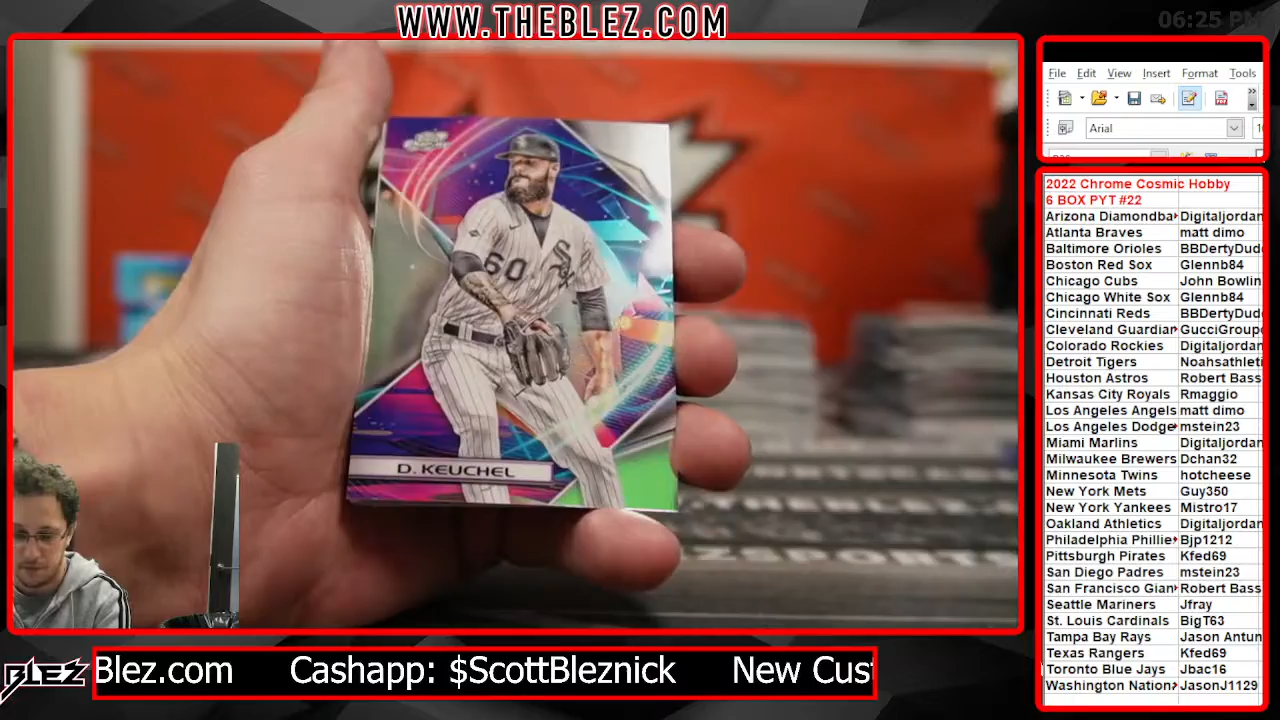 WWW.THEBLEZ.COM
06:25 PM
File Edit View Insert Format Tools
Arial
2022 Chrome Cosmic Hobby
6 BOX PYT #22
Arizona Diamondba Digitaljordan
Atlanta Braves matt dimo
Baltimore Orioles BBDertyDude
Boston Red Sox Glennb84
Chicago Cubs John Bowlin
Chicago White Sox Glennb84
Cincinnati Reds BBDertyDude
Cleveland Guardian GucciGroup
Colorado Rockies Digitaljordan
Detroit Tigers Noahsathleti
Houston Astros Robert Bass
Kansas City Royals Rmaggio
Los Angeles Angels matt dimo
Los Angeles Dodge mstein23
Miami Marlins Digitaljordan
Milwaukee Brewers Dchan32
Minnesota Twins hotcheese
New York Mets Guy350
New York Yankees Mistro17
Oakland Athletics Digitaljordan
Philadelphia Phillie Bjp1212
Pittsburgh Pirates Kfed69
San Diego Padres mstein23
San Francisco Gian Robert Bass
Seattle Mariners Jfray
St. Louis Cardinals BigT63
Tampa Bay Rays Jason Antun
Texas Rangers Kfed69
Toronto Blue Jays Jbac16
Washington Nation JasonJ1129
60
SOX
D. KEUCHEL
BLEZ
Blez.com Cashapp: $ScottBleznick New Cust